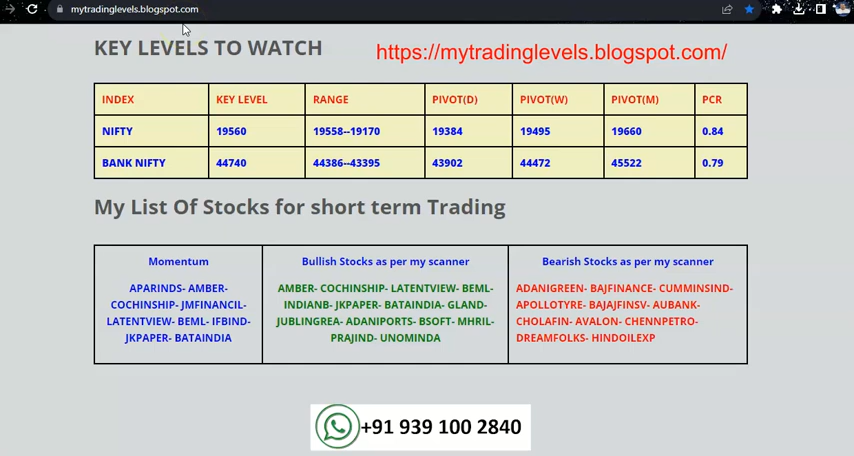 mytradinglevels.blogspot.com
KEY LEVELS TO WATCH
https://mytradinglevels.blogspot.com/
INDEX KEY LEVEL RANGE PIVOT(D) PIVOT(W) PIVOT(M) PCR
NIFTY 19560 19558--19170 19384 19495 19660 0.84
BANK NIFTY 44740 44386--43395 43902 44472 45522 0.79
My List Of Stocks for short term Trading
Momentum
APARINDS- AMBER-
COCHINSHIP- JMFINANCIL-
LATENTVIEW- BEML- IFBIND-
JKPAPER- BATAINDIA
Bullish Stocks as per my scanner
AMBER- COCHINSHIP- LATENTVIEW- BEML-
INDIANB- JKPAPER- BATAINDIA- GLAND-
JUBLINGREA- ADANIPORTS- BSOFT- MHRIL-
PRAJIND- UNOMINDA
Bearish Stocks as per my scanner
ADANIGREEN- BAJFINANCE- CUMMINSIND-
APOLLOTYRE- BAJAJFINSV- AUBANK-
CHOLAFIN- AVALON- CHENNPETRO-
DREAMFOLKS- HINDOILEXP
+91 939 100 2840